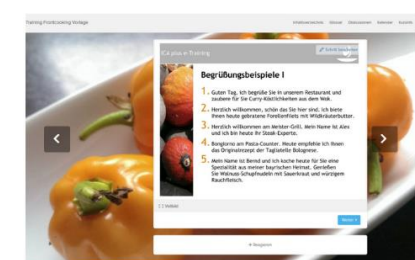 Training FrontCooking Vorlage
ICA plus e-Training
Begrüßungsbeispiele I
1. Guten Tag, ich begrüße Sie in unserem Restaurant und
zaubere für Sie Curry-Köstlichkeiten aus dem Wok.
2. Herzlich willkommen, schön das Sie hier sind. Ich biete
Ihnen heute gebratene Forellenfilets mit Wildkräuterbutter.
3. Herzlich willkommen am Meister-Grill. Mein Name ist Alex
und ich bin heute Ihr Steak-Experte.
4. Bongiorno am Pasta-Counter. Heute empfehle ich Ihnen
das Originalrezept der Tagliatelle Bolognese.
5. Mein Name ist Bernd und ich koche heute für Sie eine
Spezialität aus meiner bayrischen Heimat. Genießen
Sie Walnuss-Schupfnudeln mit Sauerkraut und würzigem
Rauchfleisch.